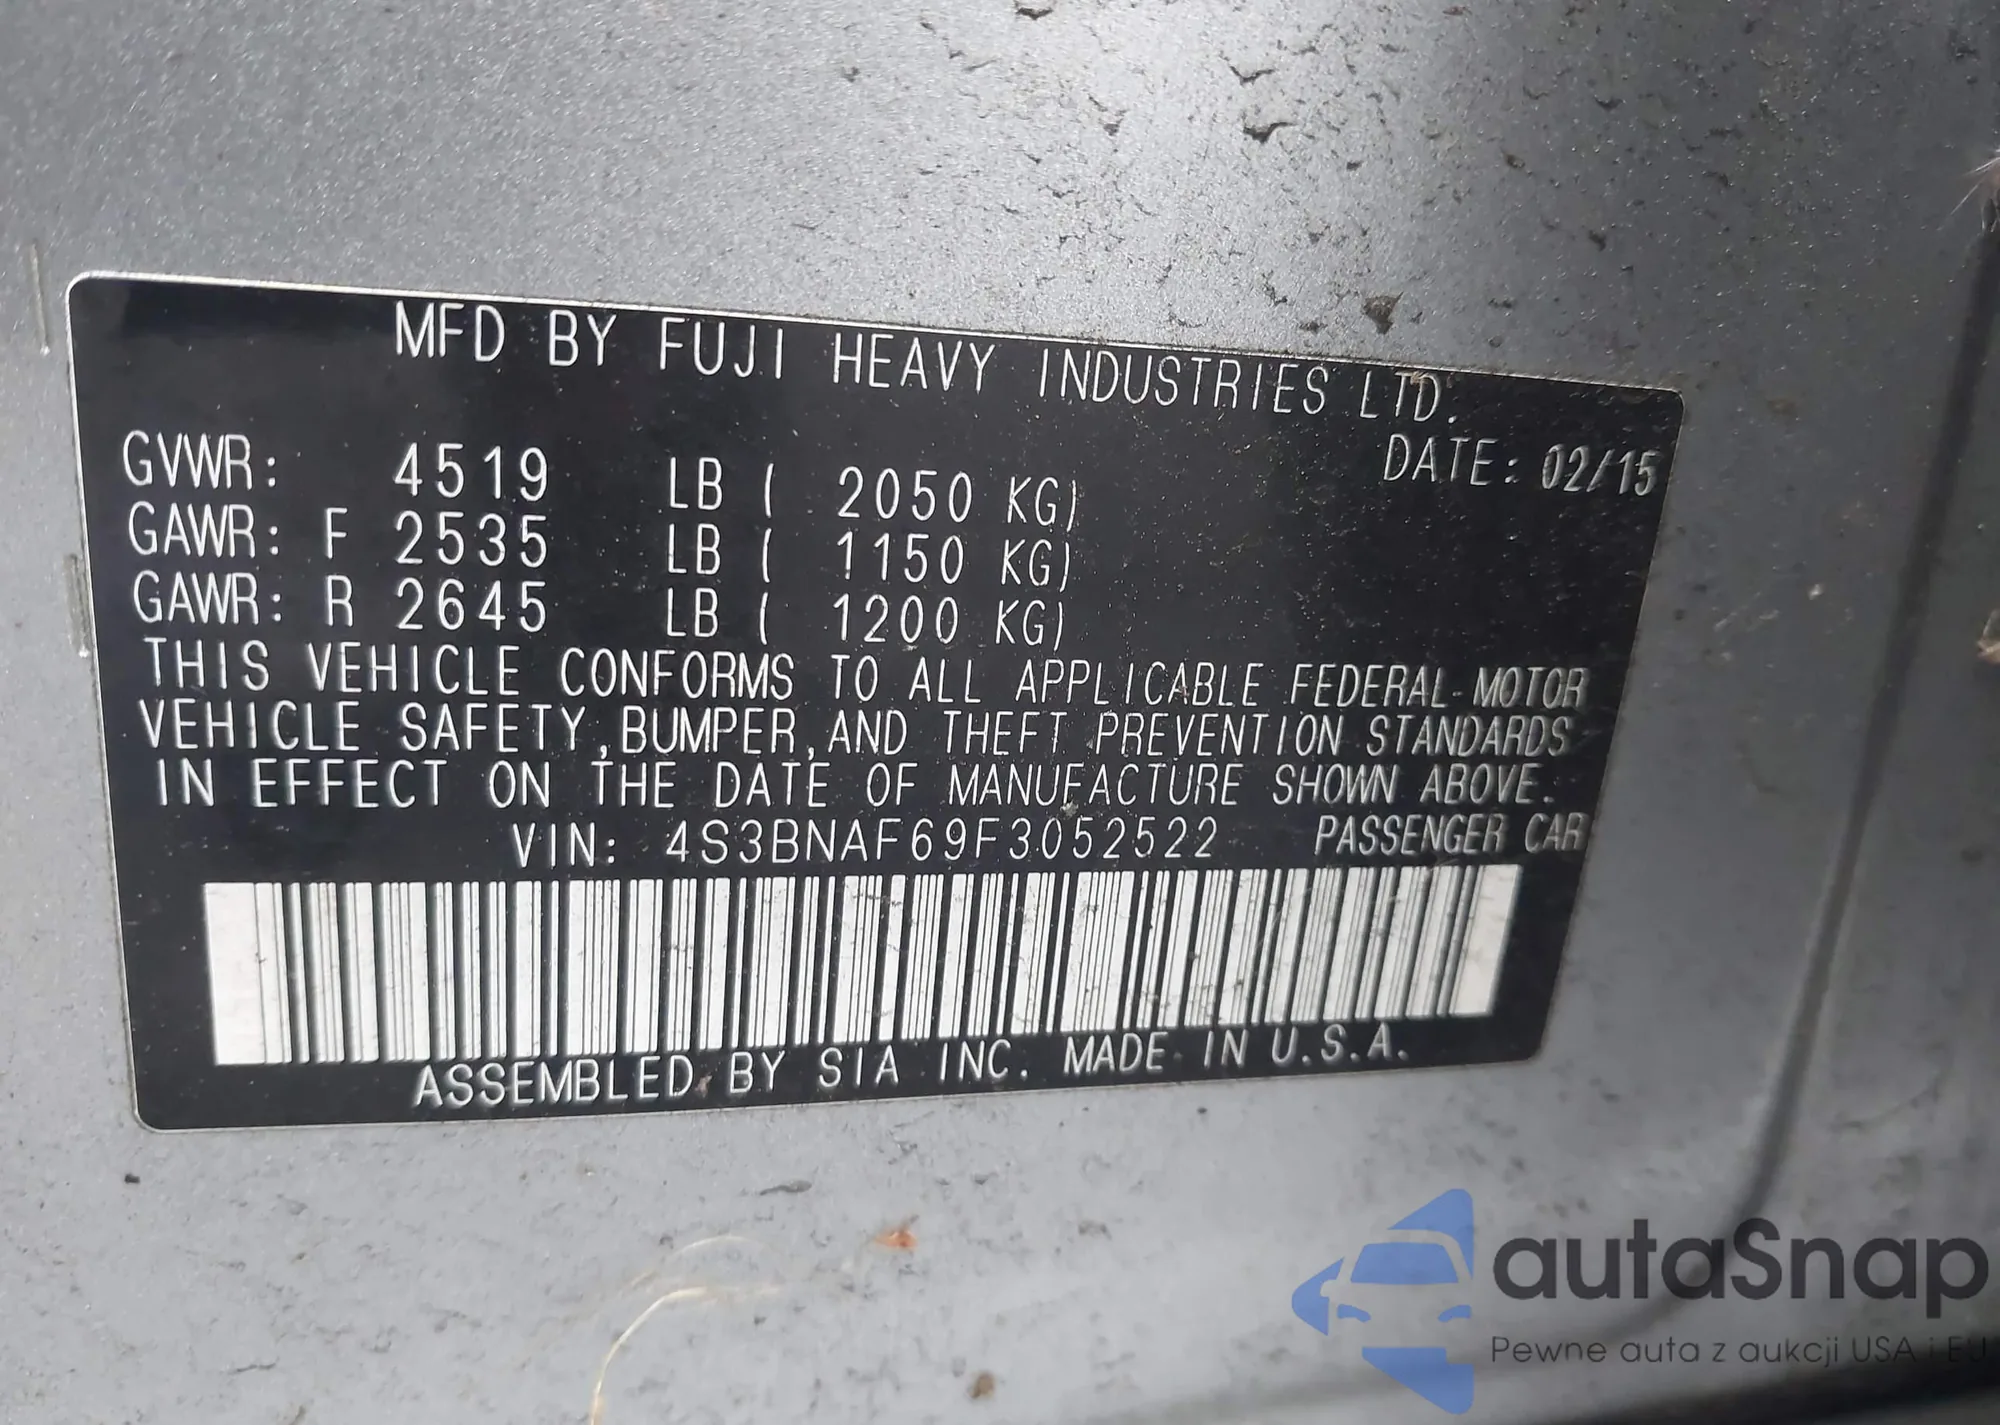 MFD BY FUJI HEAVY INDUSTRIES LTD.
DATE: 02/15
GVWR: 4519 LB ( 2050 KG)
GAWR: F 2535 LB ( 1150 KG)
GAWR: R 2645 LB ( 1200 KG)
THIS VEHICLE CONFORMS TO ALL APPLICABLE FEDERAL MOTOR
VEHICLE SAFETY, BUMPER, AND THEFT PREVENTION STANDARDS
IN EFFECT ON THE DATE OF MANUFACTURE SHOWN ABOVE.
VIN: 4S3BNAF69F3052522 PASSENGER CAR
ASSEMBLED BY SIA INC. MADE IN U.S.A.
autaSnap
Pewne auta z aukcji USA i EU